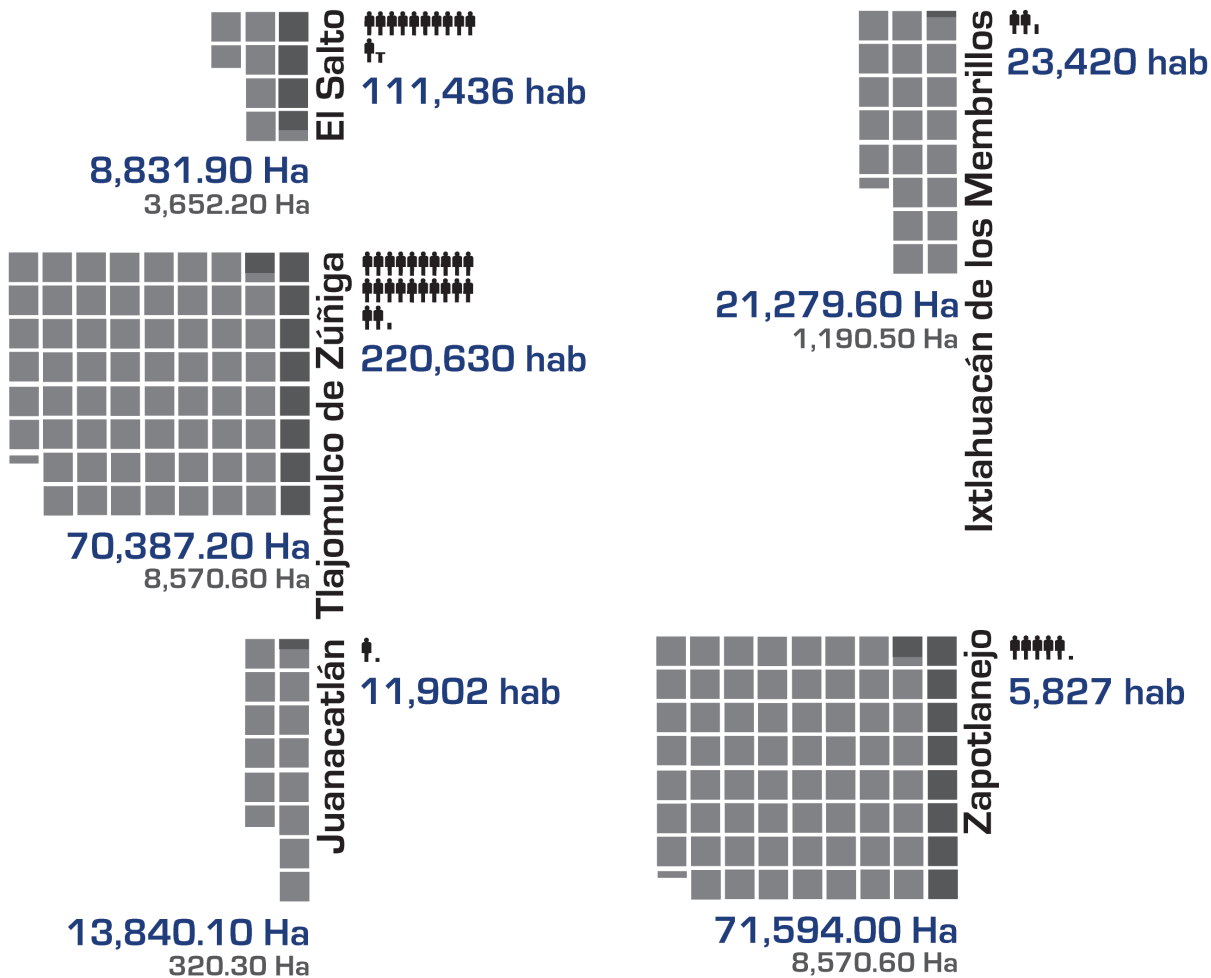 El Salto
111,436 hab
8,831.90 Ha
3,652.20 Ha
Ixtlahuacán de los Membrillos
23,420 hab
21,279.60 Ha
1,190.50 Ha
Tlajomulco de Zúñiga
220,630 hab
70,387.20 Ha
8,570.60 Ha
Juanacatlán
11,902 hab
13,840.10 Ha
320.30 Ha
Zapotlanejo
5,827 hab
71,594.00 Ha
8,570.60 Ha